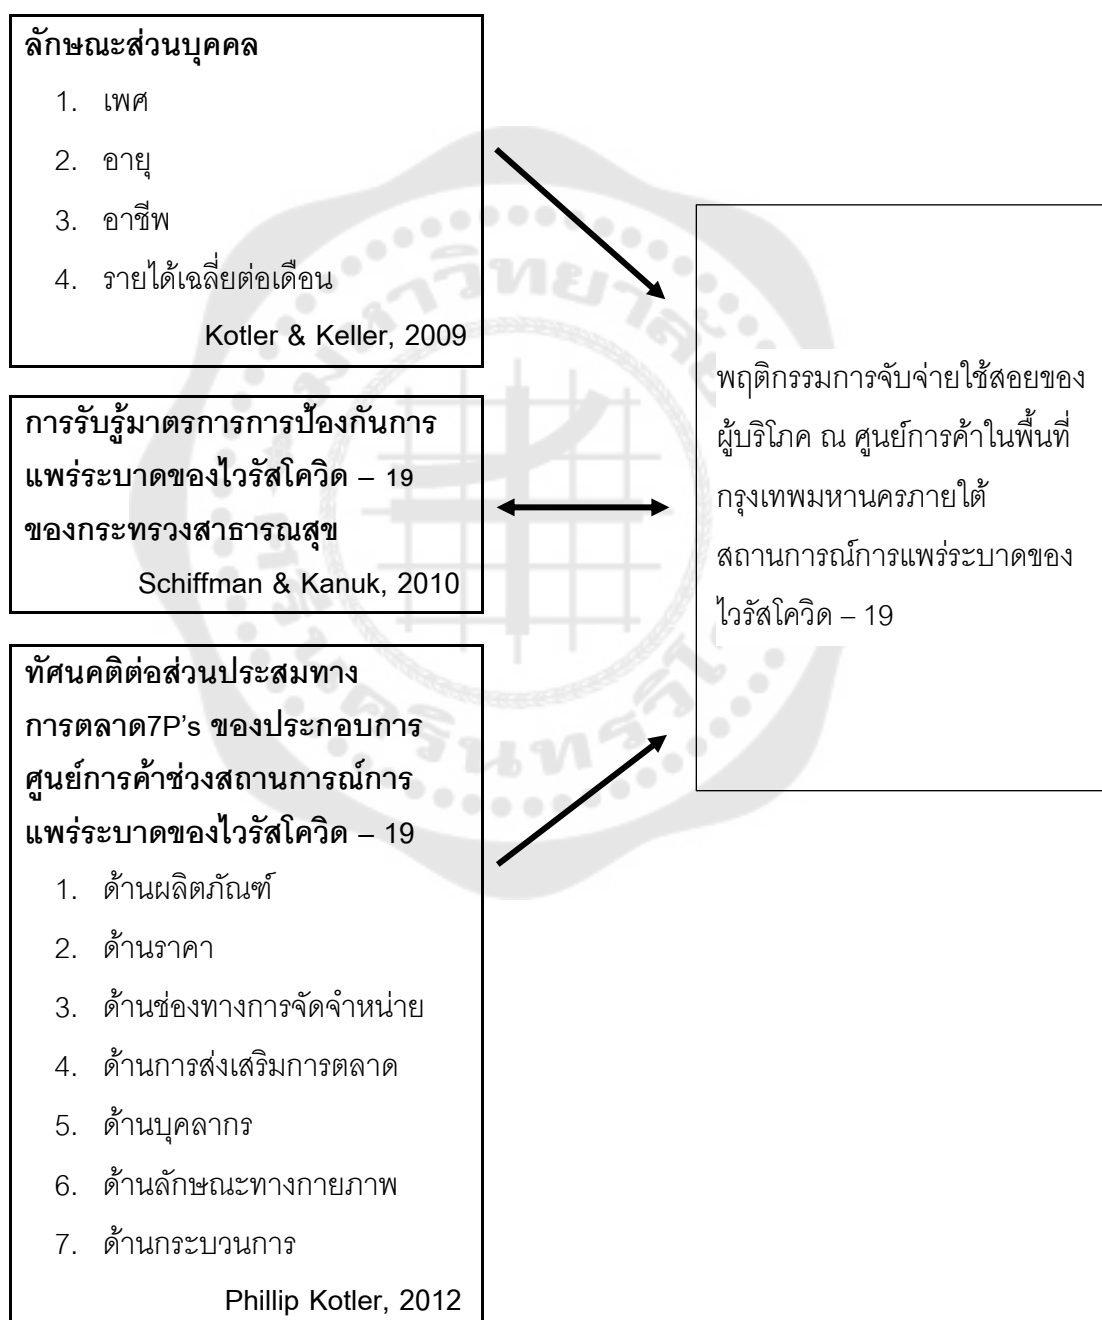 ลักษณะส่วนบุคคล
1. เพศ
2. อายุ
3. อาชีพ
4. รายได้เฉลี่ยต่อเดือน
Kotler & Keller, 2009
การรับรู้มาตรการการป้องกันการ
แพร่ระบาดของไวรัสโควิด – 19
ของกระทรวงสาธารณสุข
Schiffman & Kanuk, 2010
ทัศนคติต่อส่วนประสมทาง
การตลาด7P’s ของประกอบการ
ศูนย์การค้าช่วงสถานการณ์การ
แพร่ระบาดของไวรัสโควิด – 19
1. ด้านผลิตภัณฑ์
2. ด้านราคา
3. ด้านช่องทางการจัดจำหน่าย
4. ด้านการส่งเสริมการตลาด
5. ด้านบุคลากร
6. ด้านลักษณะทางกายภาพ
7. ด้านกระบวนการ
Phillip Kotler, 2012
พฤติกรรมการจับจ่ายใช้สอยของ
ผู้บริโภค ณ ศูนย์การค้าในพื้นที่
กรุงเทพมหานครภายใต้
สถานการณ์การแพร่ระบาดของ
ไวรัสโควิด – 19